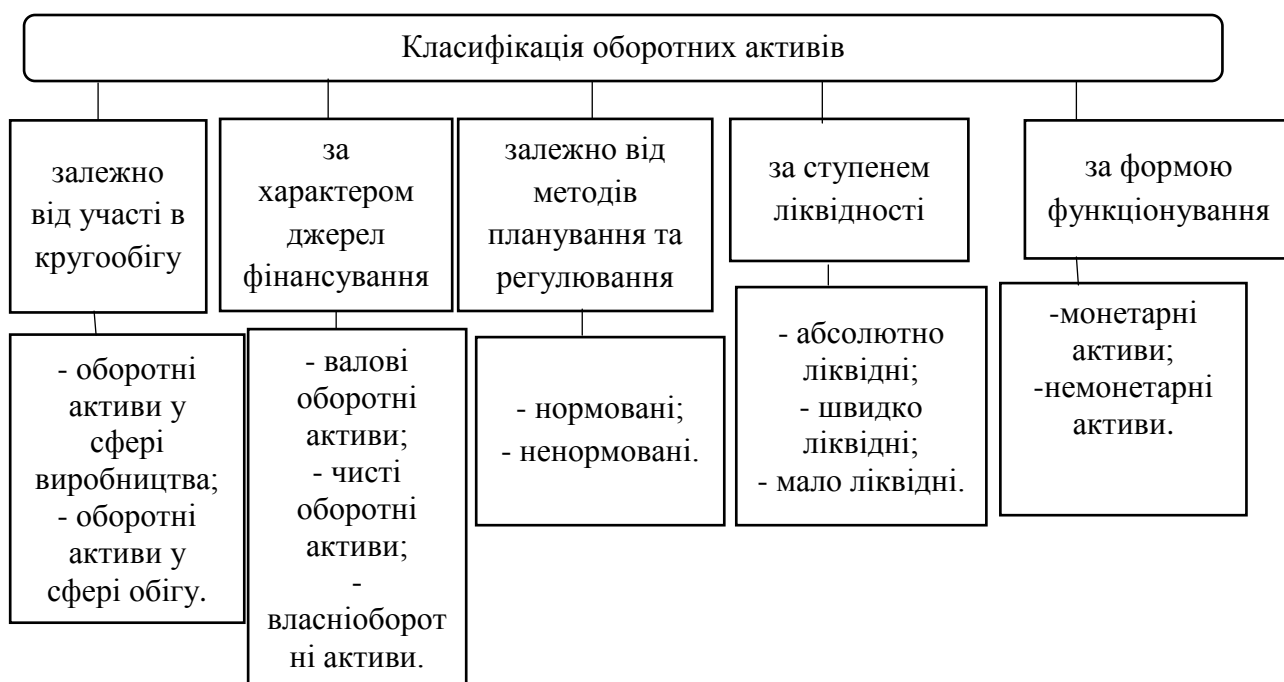 Класифікація оборотних активів
залежно
від участі в
кругообігу
за
характером
джерел
фінансування
залежно від
методів
планування та
регулювання
за ступенем
ліквідності
за формою
функціонування
- оборотні
активи у
сфері
виробництва;
- оборотні
активи у
сфері обігу.
- валові
оборотні
активи;
- чисті
оборотні
активи;
-
власніоборот
ні активи.
- нормовані;
- ненормовані.
- абсолютно
ліквідні;
- швидко
ліквідні;
- мало ліквідні.
-монетарні
активи;
-немонетарні
активи.